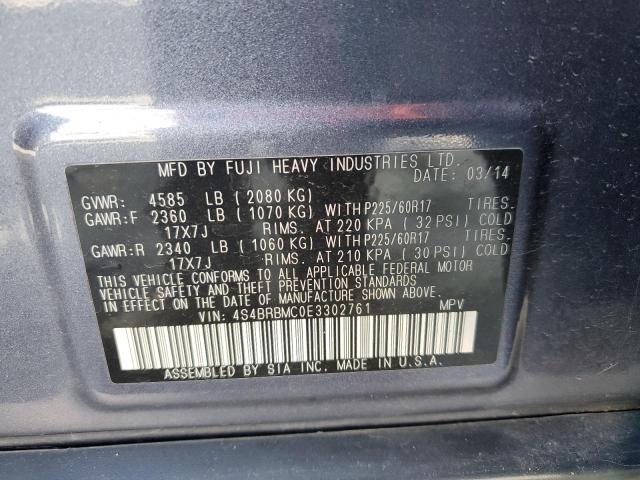 MFD BY FUJI HEAVY INDUSTRIES LTD.
DATE: 03/14
GVWR: 4585 LB (2080 KG)
GAWR:F 2360 LB (1070 KG) WITH P225/60R17 TIRES.
17X7J RIMS. AT 220 KPA (32 PSI) COLD
GAWR:R 2340 LB (1060 KG) WITH P225/60R17 TIRES.
17X7J RIMS. AT 210 KPA (30 PSI) COLD
THIS VEHICLE CONFORMS TO ALL APPLICABLE FEDERAL MOTOR
VEHICLE SAFETY AND THEFT PREVENTION STANDARDS
IN EFFECT ON THE DATE OF MANUFACTURE SHOWN ABOVE.
VIN: 4S4BRBMC0E3302761 MPV
ASSEMBLED BY SIA INC. MADE IN U.S.A.